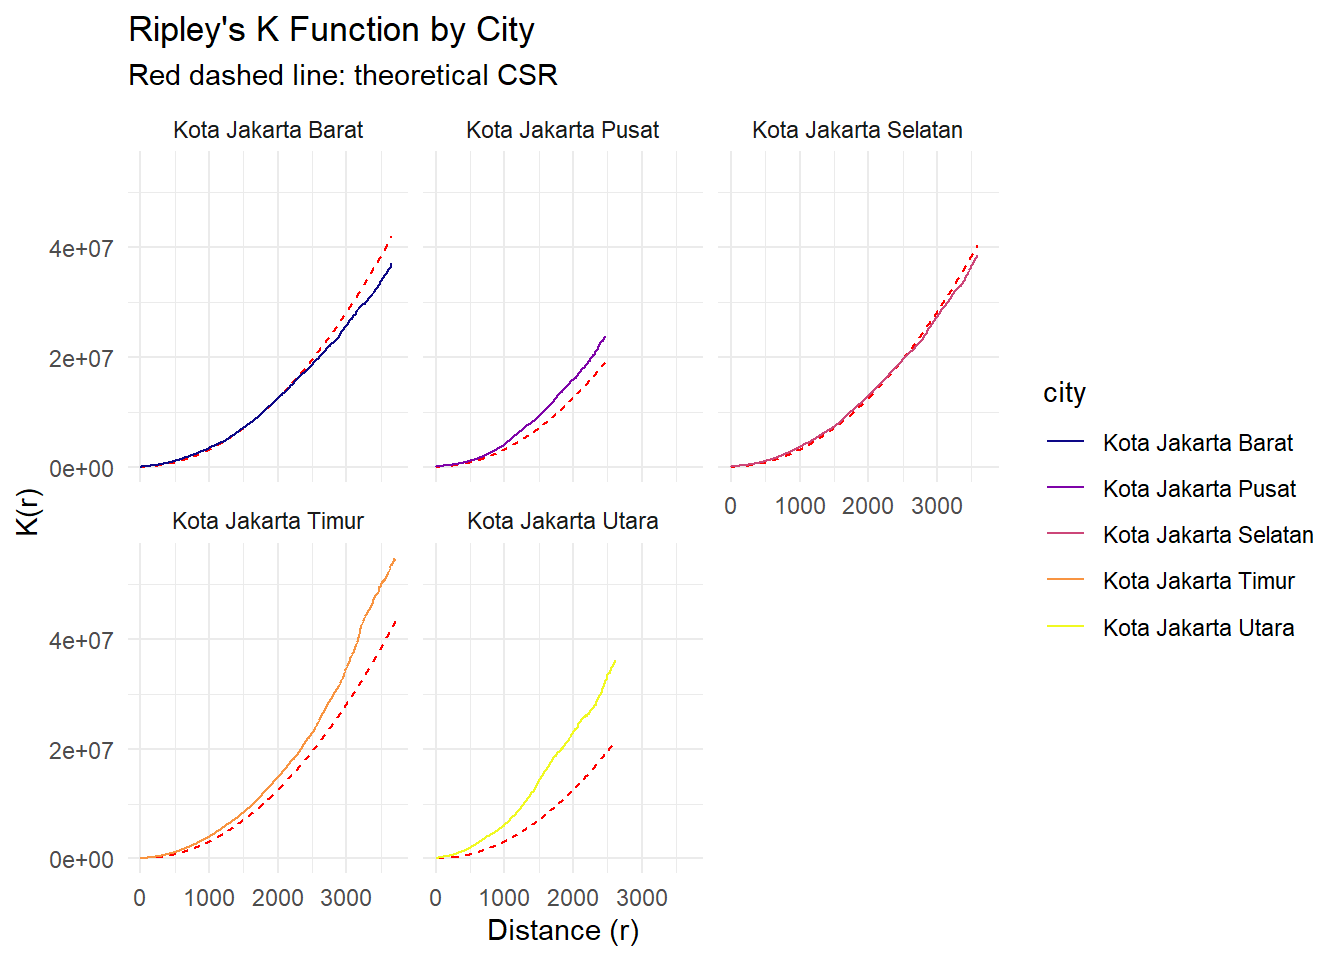 Ripley's K Function by City
Red dashed line: theoretical CSR
Kota Jakarta Barat
Kota Jakarta Pusat
Kota Jakarta Selatan
4e+07
2e+07
0e+00
0 1000 2000 3000
K(r)
Kota Jakarta Timur
Kota Jakarta Utara
4e+07
2e+07
0e+00
0 1000 2000 3000
0 1000 2000 3000
Distance (r)
city
Kota Jakarta Barat
Kota Jakarta Pusat
Kota Jakarta Selatan
Kota Jakarta Timur
Kota Jakarta Utara